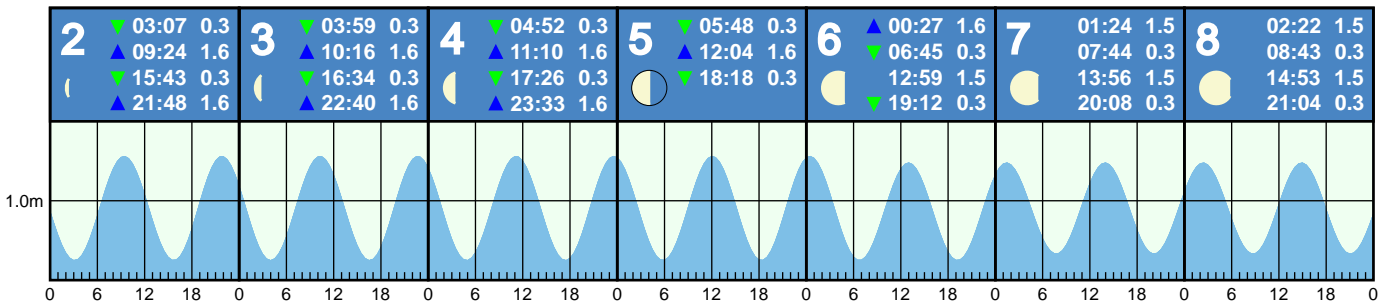 2
▼ 03:07 0.3
▲ 09:24 1.6
▼ 15:43 0.3
▲ 21:48 1.6
3
▼ 03:59 0.3
▲ 10:16 1.6
▼ 16:34 0.3
▲ 22:40 1.6
4
▼ 04:52 0.3
▲ 11:10 1.6
▼ 17:26 0.3
▲ 23:33 1.6
5
▼ 05:48 0.3
▲ 12:04 1.6
▼ 18:18 0.3
6
▲ 00:27 1.6
▼ 06:45 0.3
12:59 1.5
▼ 19:12 0.3
7
01:24 1.5
07:44 0.3
13:56 1.5
20:08 0.3
8
02:22 1.5
08:43 0.3
14:53 1.5
21:04 0.3
1.0m
0 6 12 18 0 6 12 18 0 6 12 18 0 6 12 18 0 6 12 18 0 6 12 18 0 6 12 18 0